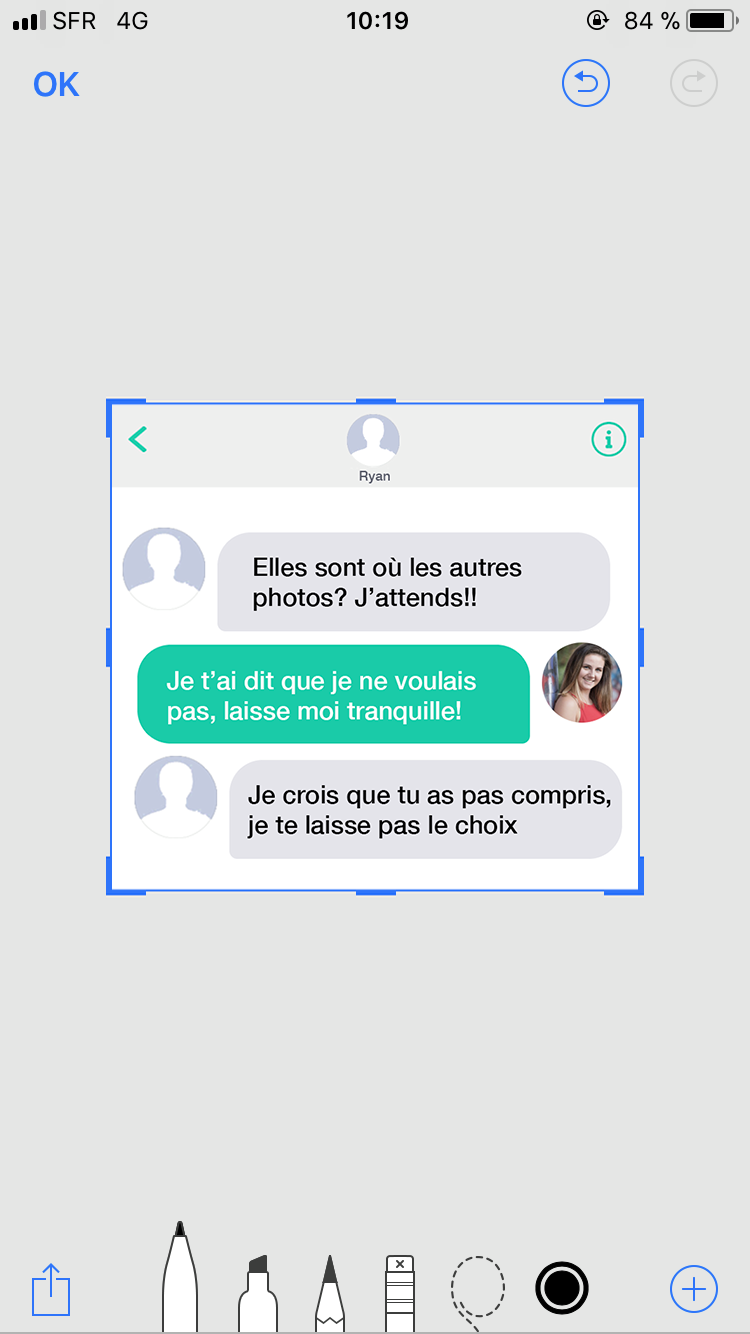 SFR 4G 10:19 84 %
OK
Ryan
Elles sont où les autres
photos? J'attends!!
Je t'ai dit que je ne voulais
pas, laisse moi tranquille!
Je crois que tu as pas compris,
je te laisse pas le choix